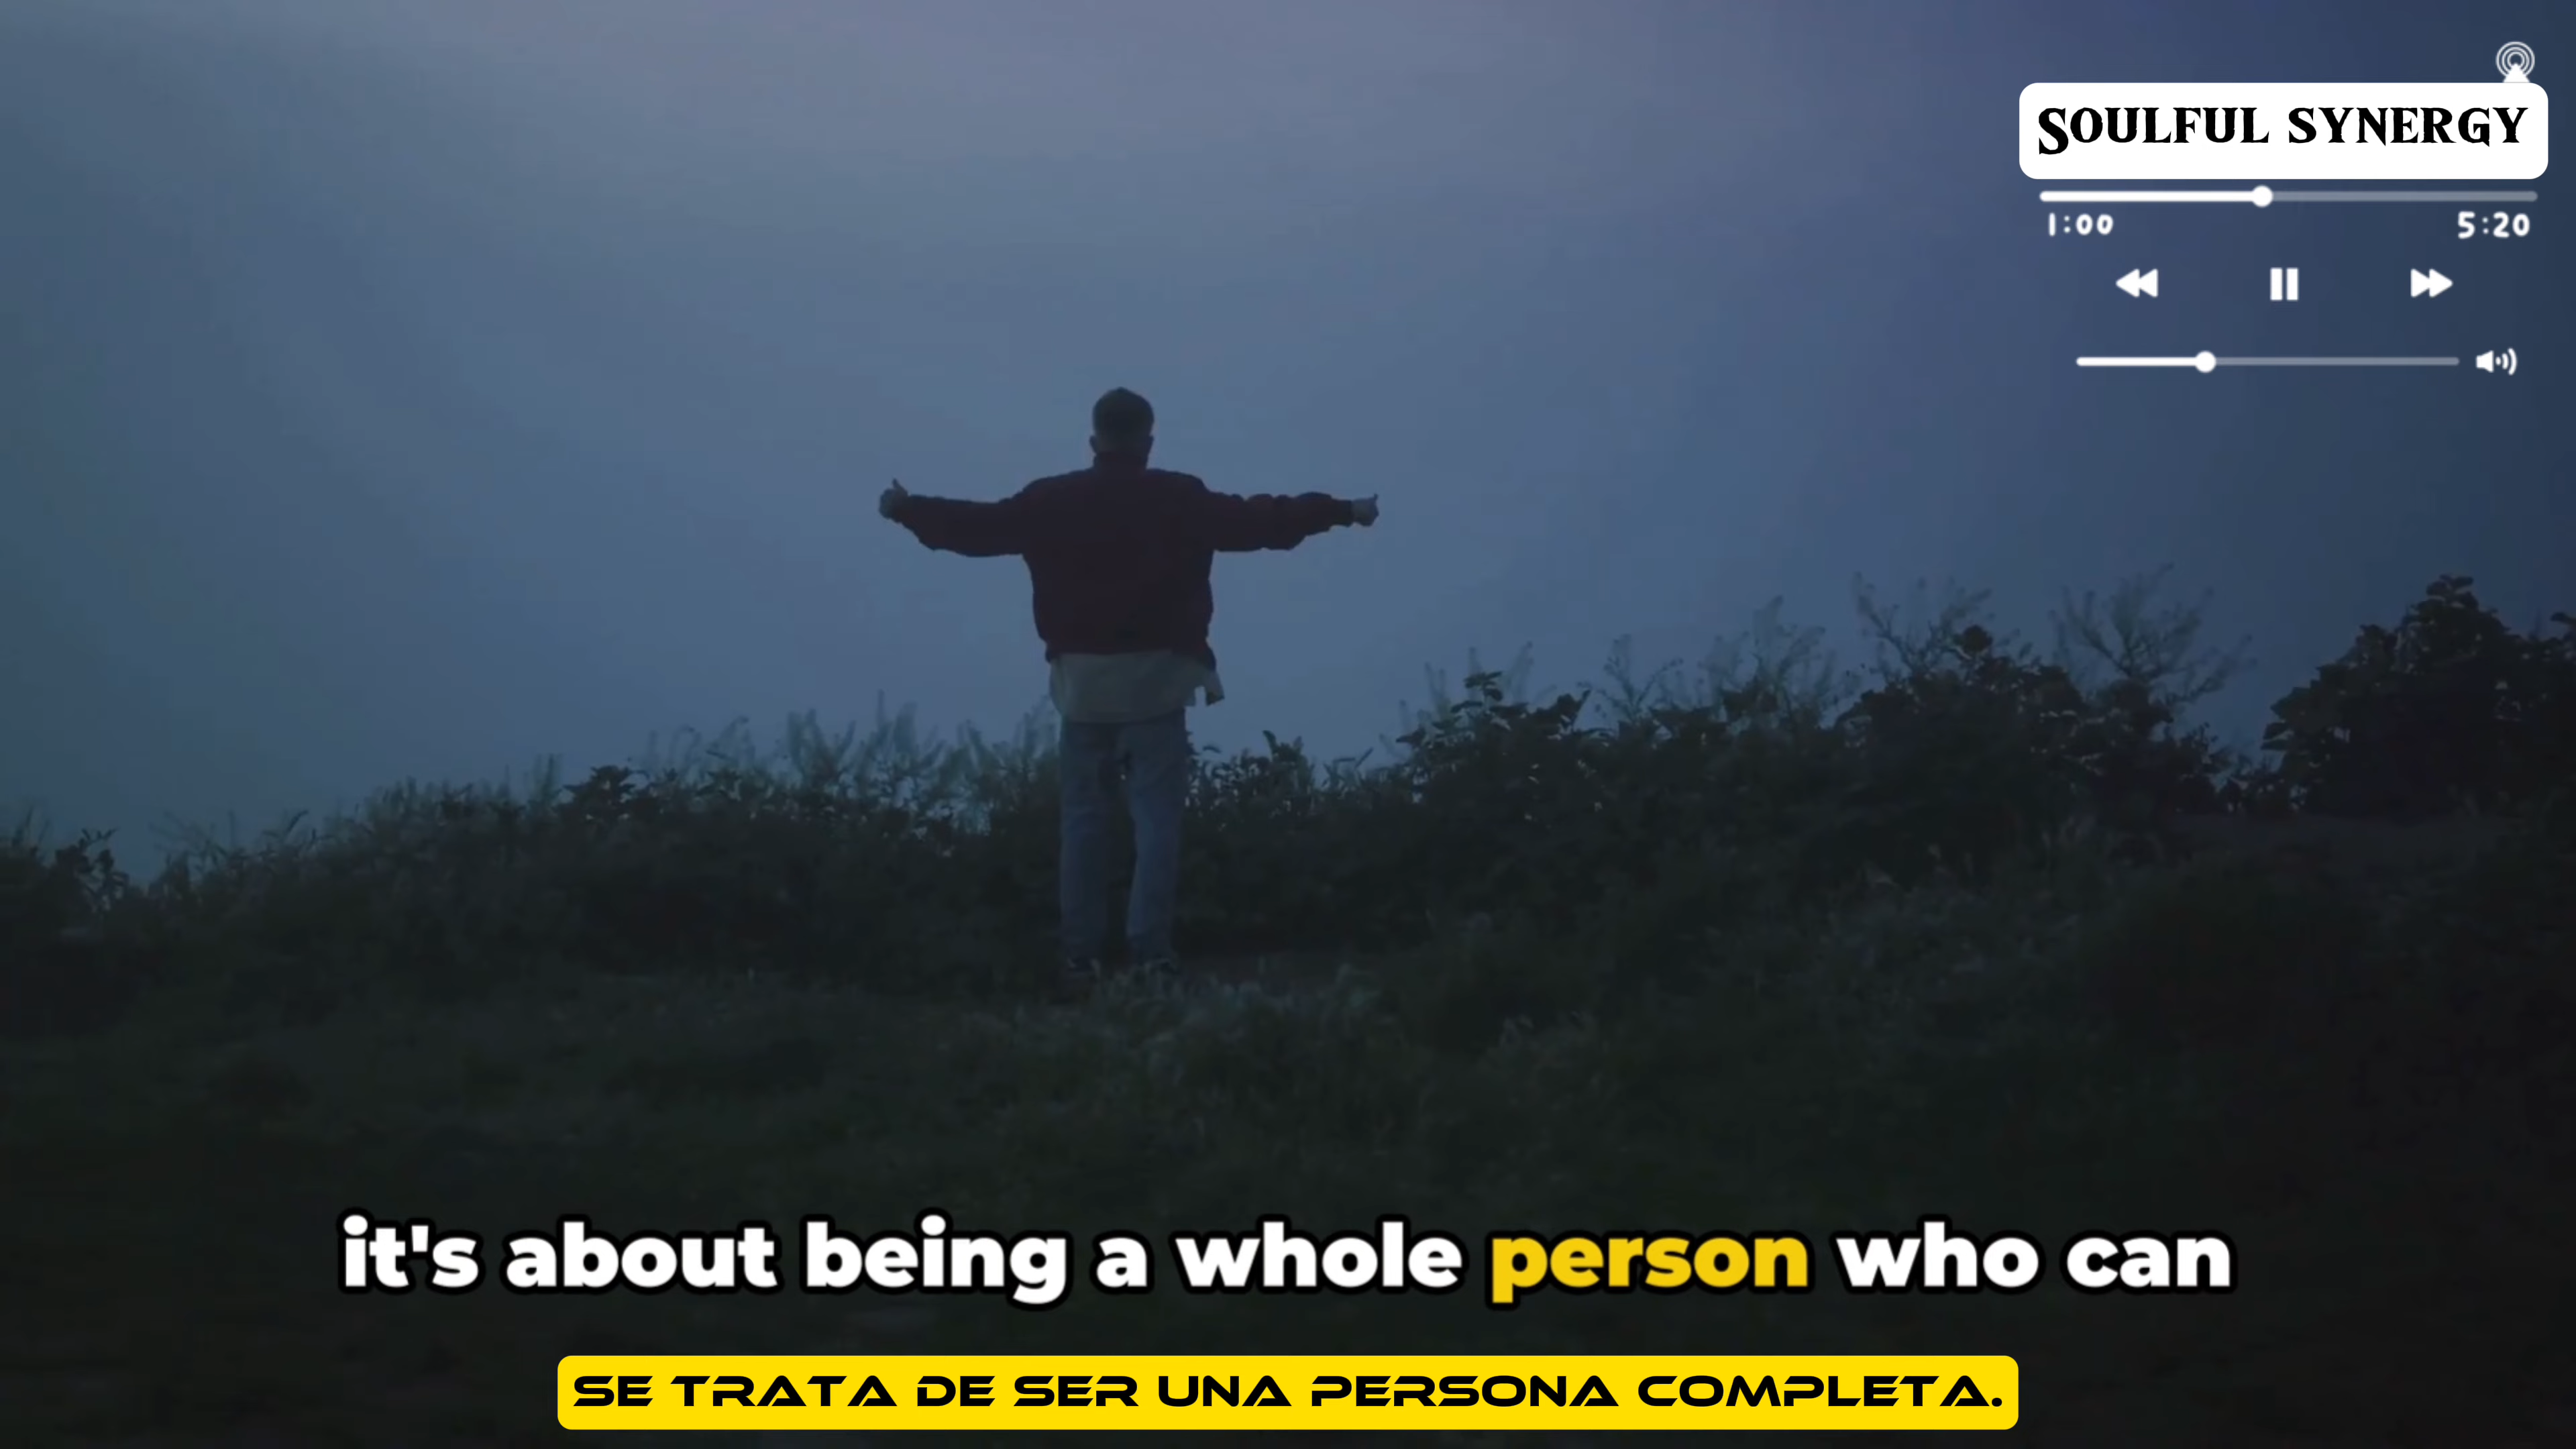 Soulful synergy
1:00
5:20
it's about being a whole person who can
SE TRATA DE SER UNA PERSONA COMPLETA.